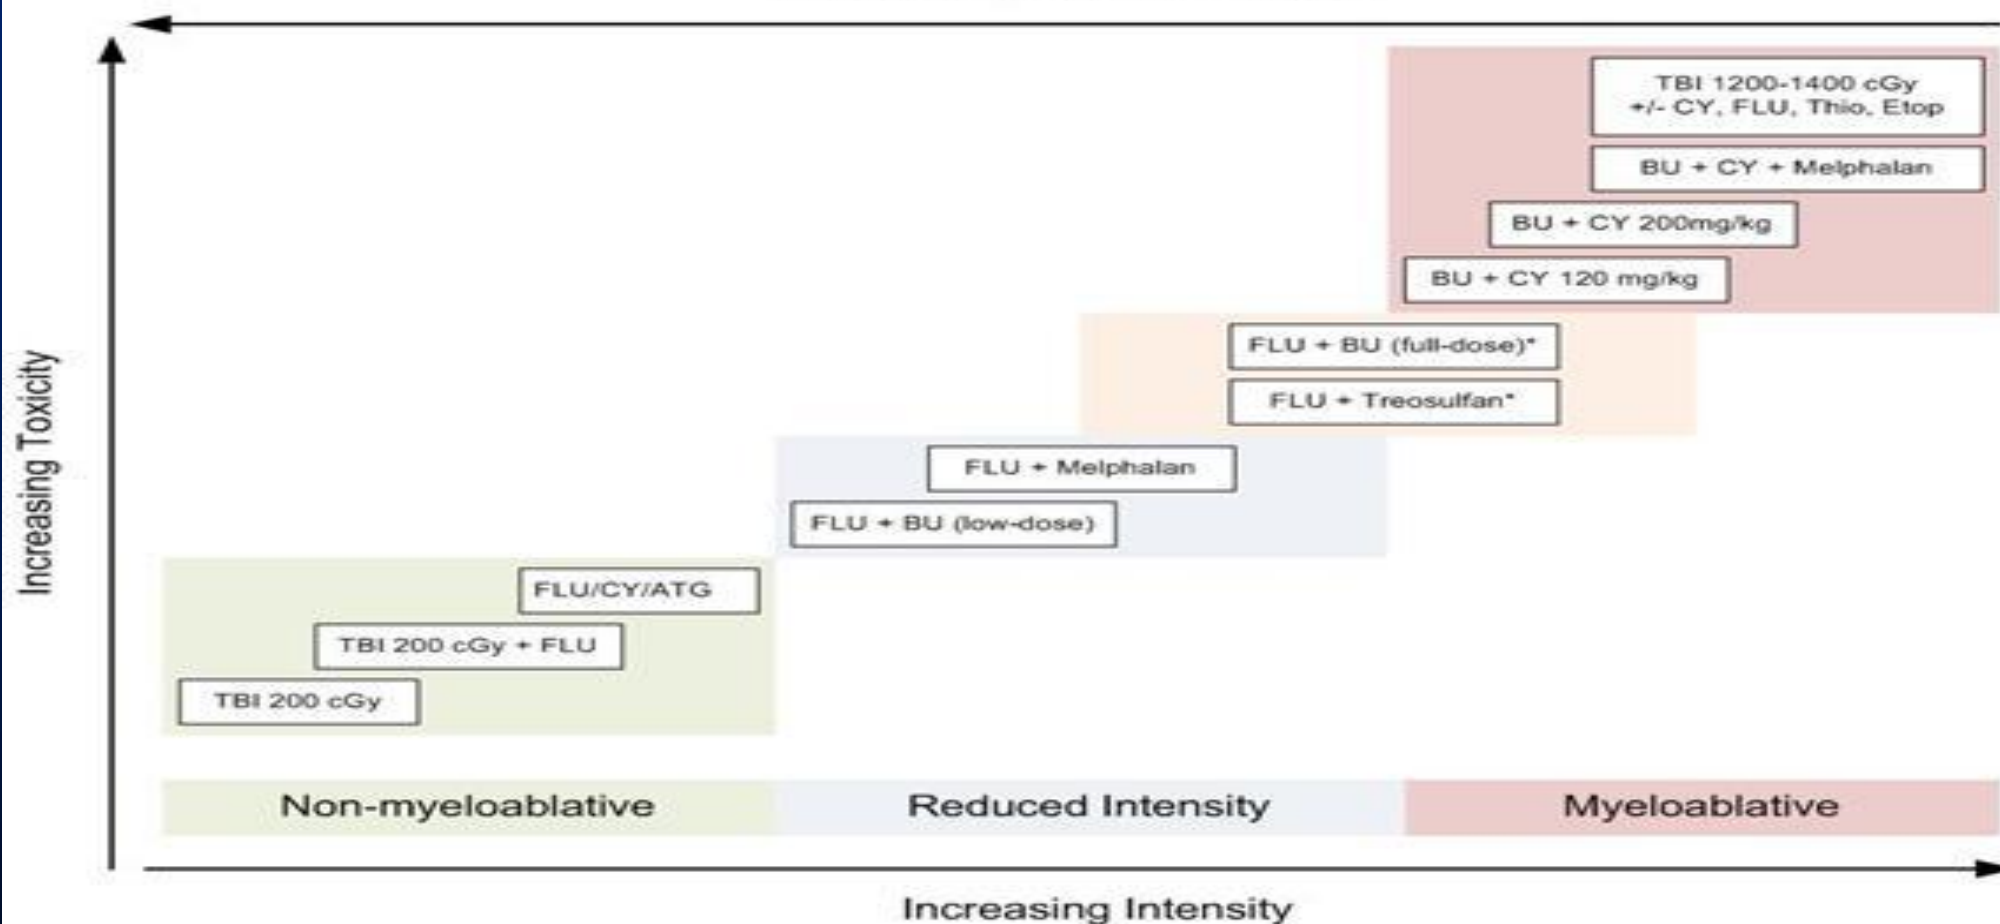 TBI 1200-1400 cGy
+/- CY, FLU, Thio, Etop
BU + CY + Melphalan
BU + CY 200mg/kg
BU + CY 120 mg/kg
FLU + BU (full-dose)*
FLU + Treosulfan*
FLU + Melphalan
FLU + BU (low-dose)
FLU/CY/ATG
TBI 200 cGy + FLU
TBI 200 cGy
Increasing Toxicity
Non-myeloablative
Reduced Intensity
Myeloablative
Increasing Intensity